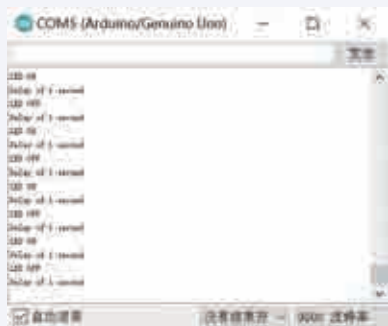 COM5 (Arduino/Genuino Uno)
发送
LED ON
Delay of 1 second
LED OFF
Delay of 1 second
LED ON
Delay of 1 second
LED OFF
Delay of 1 second
LED ON
Delay of 1 second
LED OFF
Delay of 1 second
LED ON
Delay of 1 second
LED OFF
Delay of 1 second
自动滚屏
没有结束符
9600 波特率